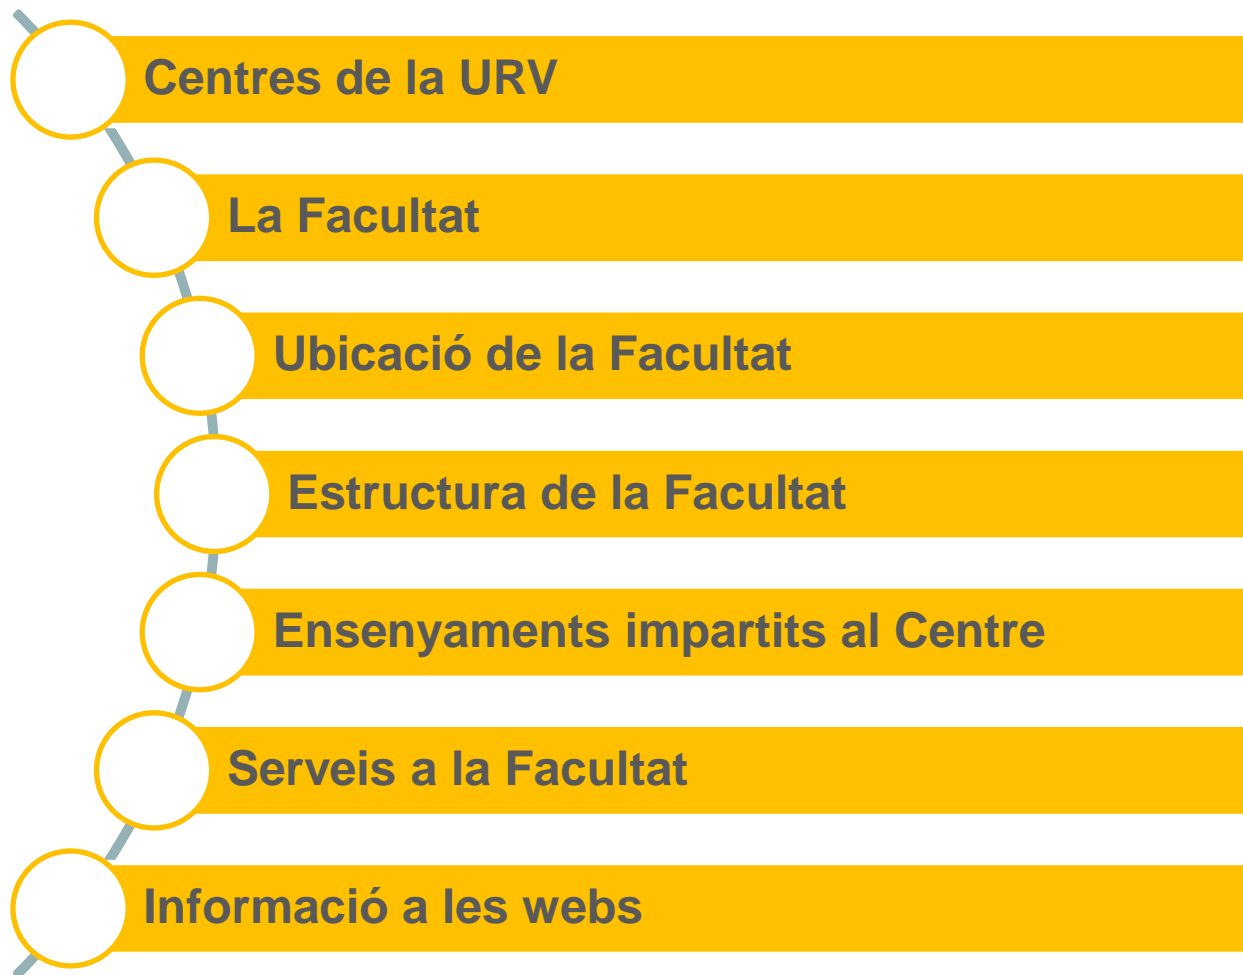 Centres de la URV
La Facultat
Ubicació de la Facultat
Estructura de la Facultat
Ensenyaments impartits al Centre
Serveis a la Facultat
Informació a les webs